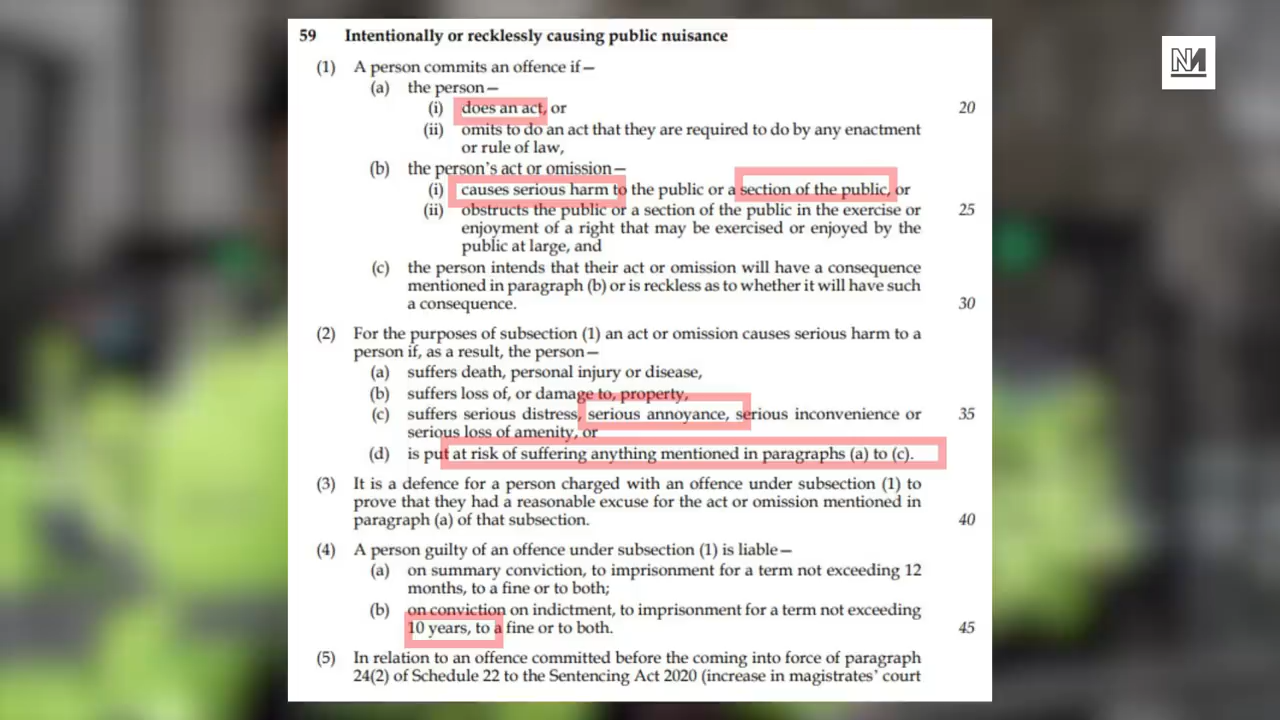 59 Intentionally or recklessly causing public nuisance
(1) A person commits an offence if—
(a) the person—
(i) does an act, or 20
(ii) omits to do an act that they are required to do by any enactment
or rule of law,
(b) the person's act or omission—
(i) causes serious harm to the public or a section of the public, or
(ii) obstructs the public or a section of the public in the exercise or 25
enjoyment of a right that may be exercised or enjoyed by the
public at large, and
(c) the person intends that their act or omission will have a consequence
mentioned in paragraph (b) or is reckless as to whether it will have such
a consequence. 30
(2) For the purposes of subsection (1) an act or omission causes serious harm to a
person if, as a result, the person—
(a) suffers death, personal injury or disease,
(b) suffers loss of, or damage to, property,
(c) suffers serious distress, serious annoyance, serious inconvenience or 35
serious loss of amenity, or
(d) is put at risk of suffering anything mentioned in paragraphs (a) to (c).
(3) It is a defence for a person charged with an offence under subsection (1) to
prove that they had a reasonable excuse for the act or omission mentioned in
paragraph (a) of that subsection. 40
(4) A person guilty of an offence under subsection (1) is liable—
(a) on summary conviction, to imprisonment for a term not exceeding 12
months, to a fine or to both;
(b) on conviction on indictment, to imprisonment for a term not exceeding
10 years, to a fine or to both. 45
(5) In relation to an offence committed before the coming into force of paragraph
24(2) of Schedule 22 to the Sentencing Act 2020 (increase in magistrates' court